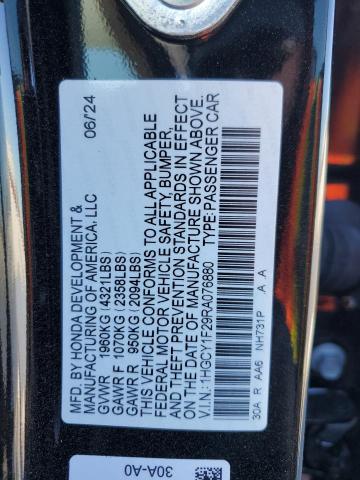 MFD. BY HONDA DEVELOPMENT &
MANUFACTURING OF AMERICA, LLC 06/24
GVWR 1960KG (4321LBS)
GAWR F 1070KG (2358LBS)
GAWR R 950KG (2094LBS)
THIS VEHICLE CONFORMS TO ALL APPLICABLE
FEDERAL MOTOR VEHICLE SAFETY, BUMPER,
AND THEFT PREVENTION STANDARDS IN EFFECT
ON THE DATE OF MANUFACTURE SHOWN ABOVE.
V.I.N.: 1HGCY1F29RA076880 TYPE: PASSENGER CAR
30A R AA6 NH731P A A
30A-A0